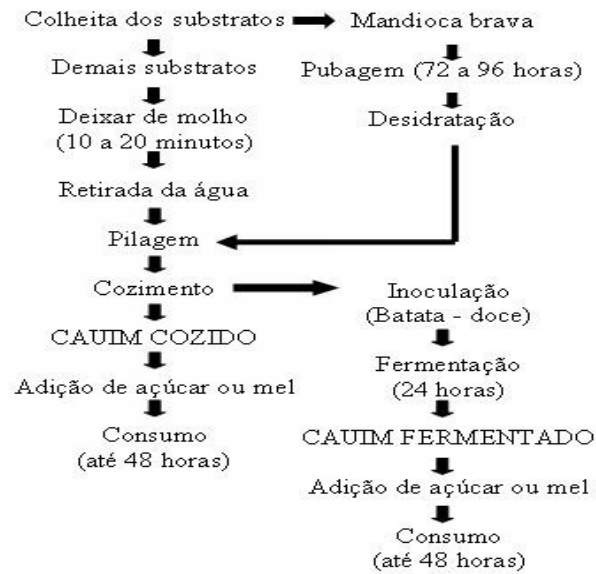 Colheita dos substratos
Mandioca brava
Demais substratos
Pubagem (72 a 96 horas)
Deixar de molho
(10 a 20 minutos)
Desidratação
Retirada da água
Pilagem
Cozimento
Inoculação
(Batata - doce)
CAUIM COZIDO
Fermentação
(24 horas)
Adição de açúcar ou mel
CAUIM FERMENTADO
Consumo
(até 48 horas)
Adição de açúcar ou mel
Consumo
(até 48 horas)